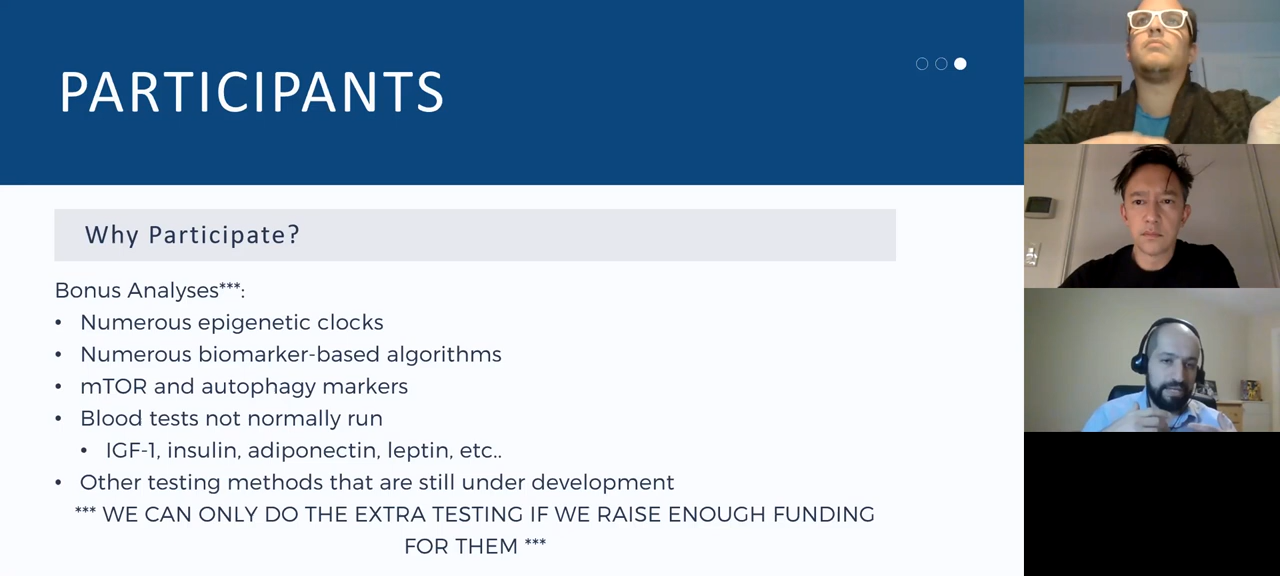 PARTICIPANTS
Why Participate?
Bonus Analyses***:
• Numerous epigenetic clocks
• Numerous biomarker-based algorithms
• mTOR and autophagy markers
• Blood tests not normally run
• IGF-1, insulin, adiponectin, leptin, etc..
• Other testing methods that are still under development
*** WE CAN ONLY DO THE EXTRA TESTING IF WE RAISE ENOUGH FUNDING
FOR THEM ***